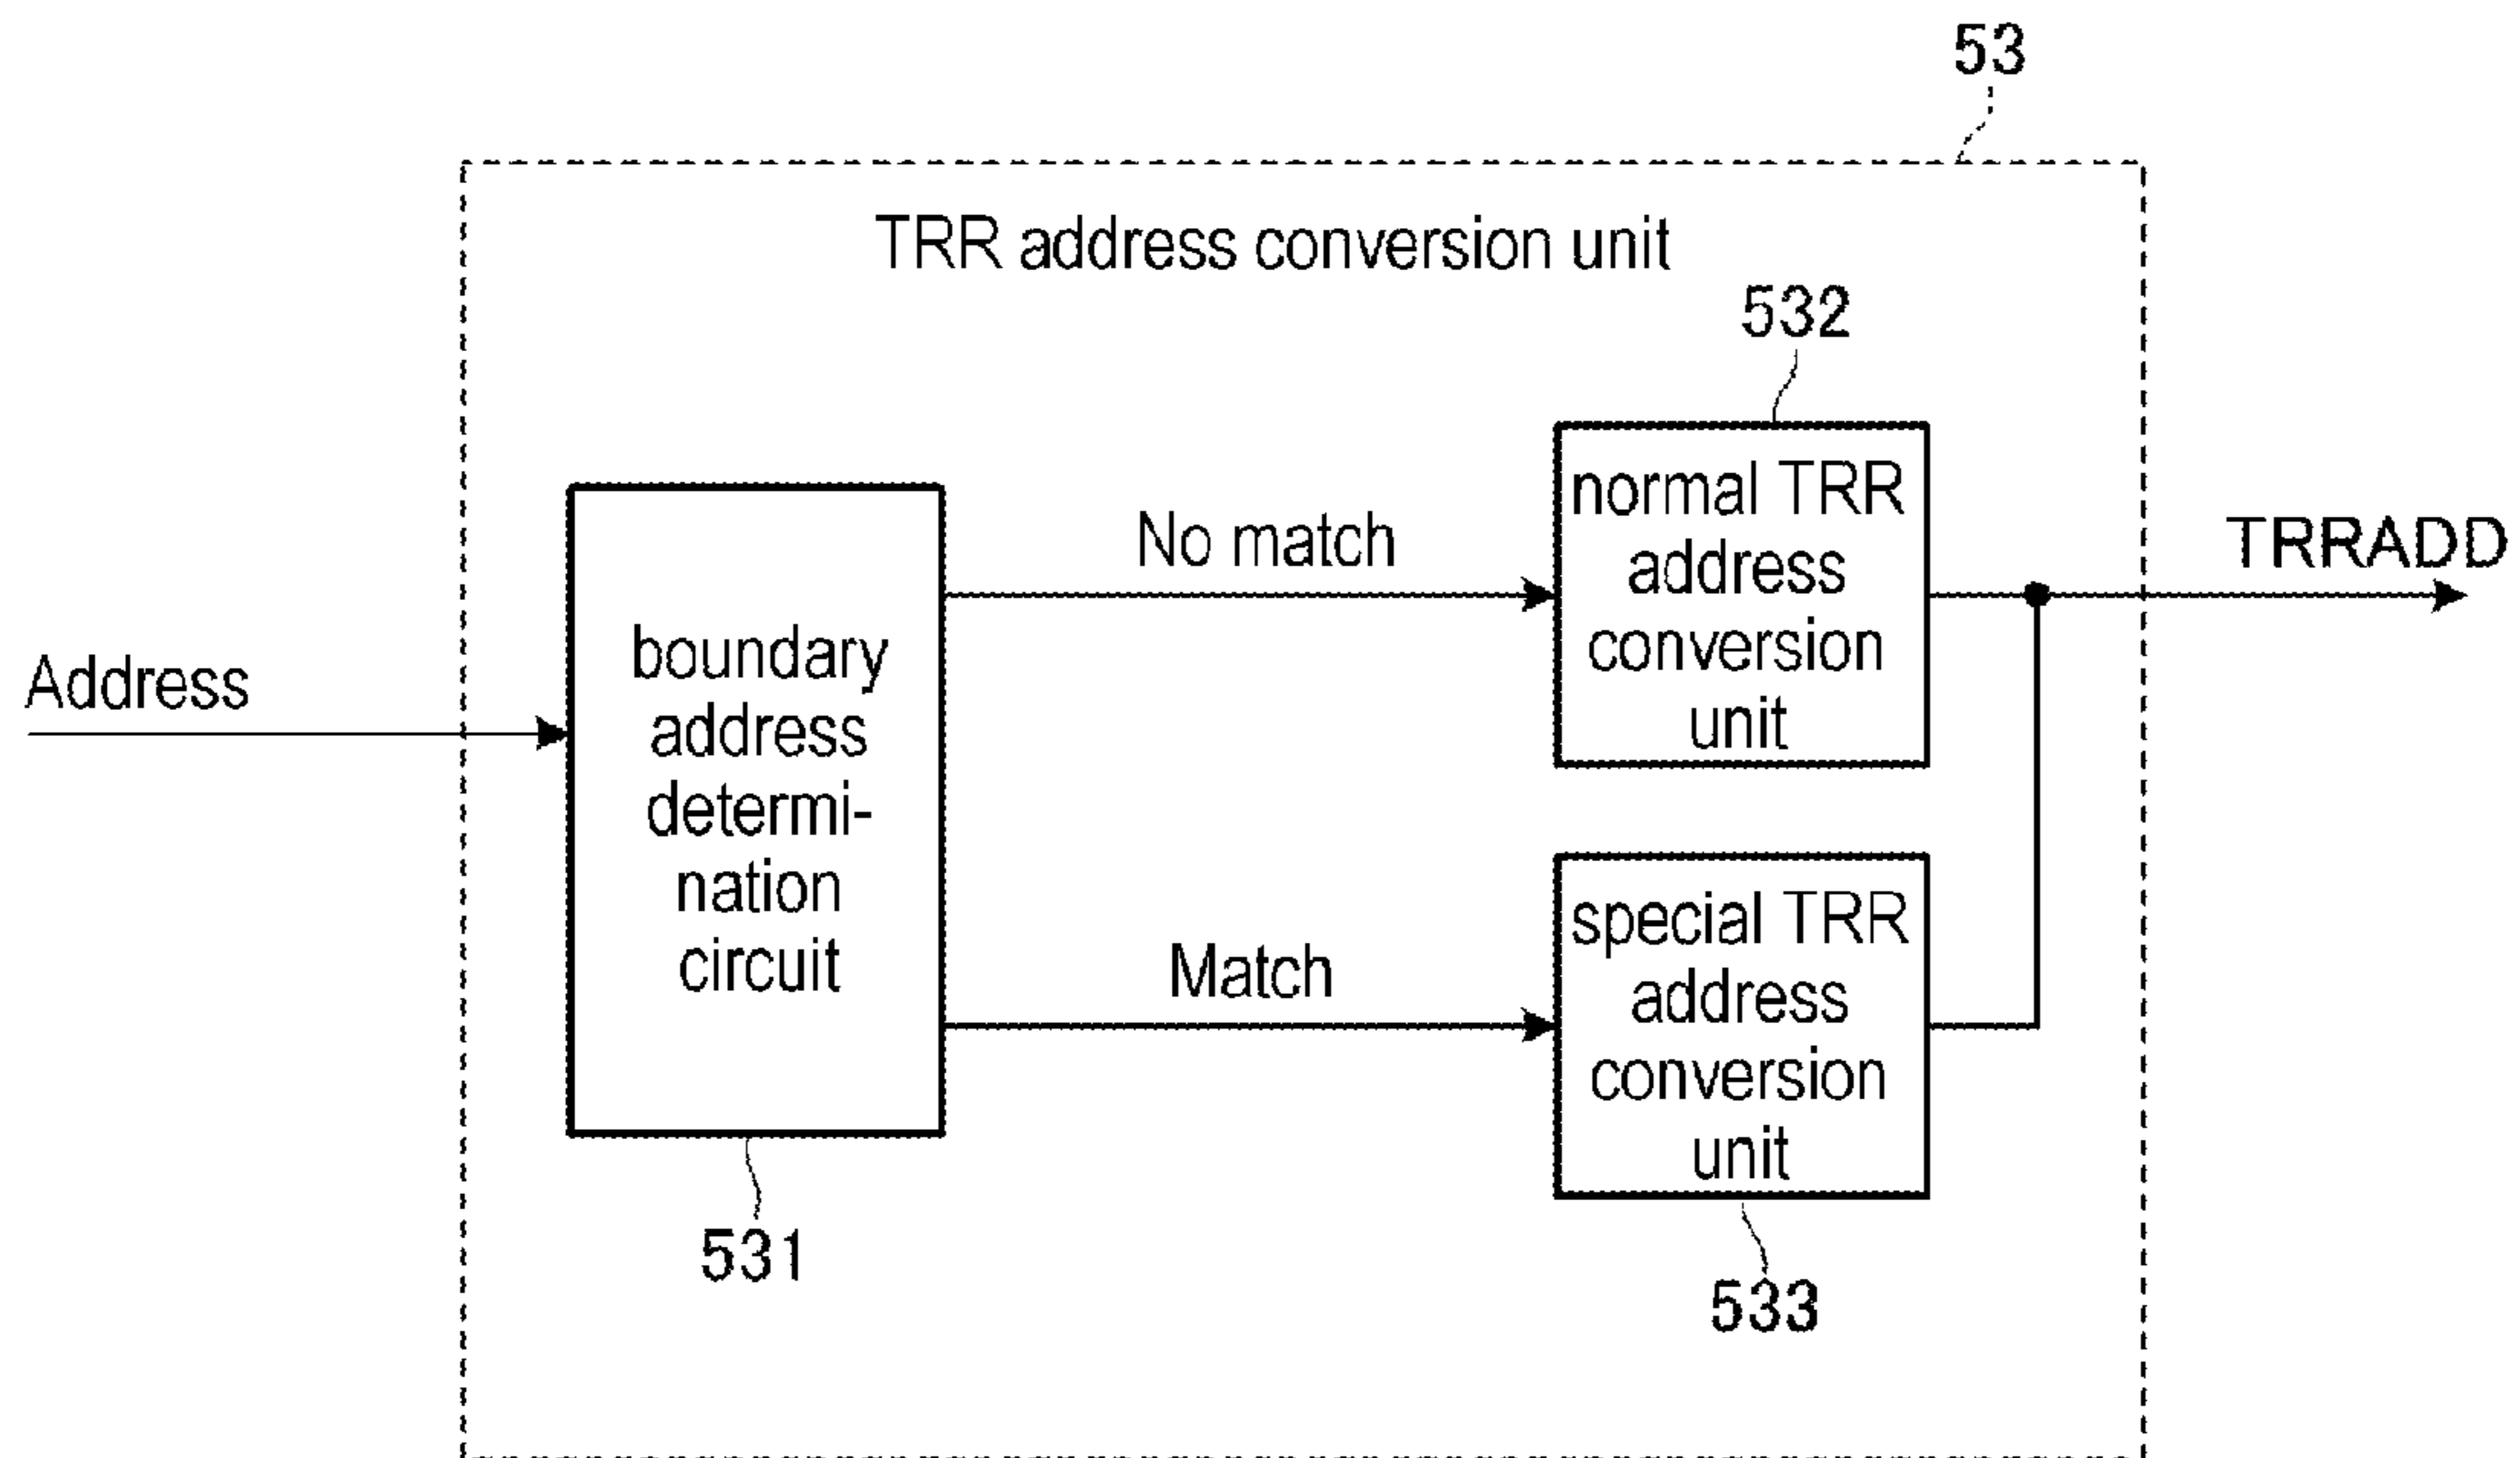 53
TRR address conversion unit
532
normal TRR
address
conversion
unit
No match
TRRADD
Address
boundary
address
determi-
nation
circuit
Match
special TRR
address
conversion
unit
531
533